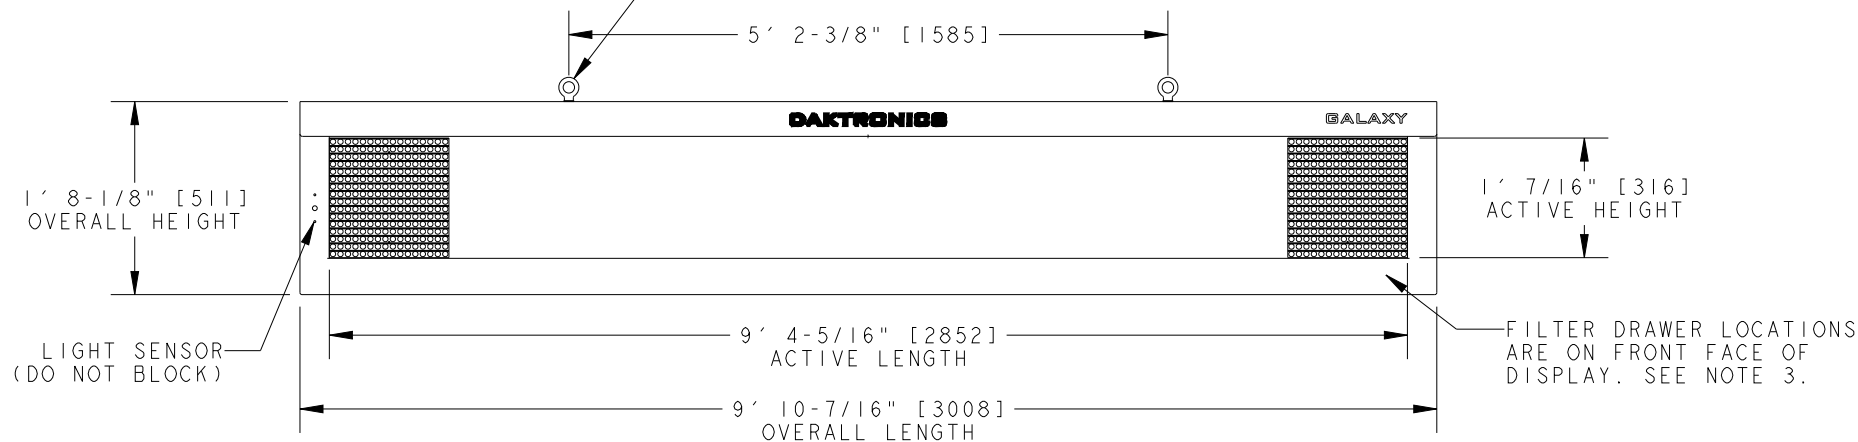 5' 2-3/8" [1585]
DAKTRONICS
GALAXY
1' 8-1/8" [511]
OVERALL HEIGHT
1' 7/16" [316]
ACTIVE HEIGHT
9' 4-5/16" [2852]
ACTIVE LENGTH
LIGHT SENSOR
(DO NOT BLOCK)
FILTER DRAWER LOCATIONS
ARE ON FRONT FACE OF
DISPLAY. SEE NOTE 3.
9' 10-7/16" [3008]
OVERALL LENGTH